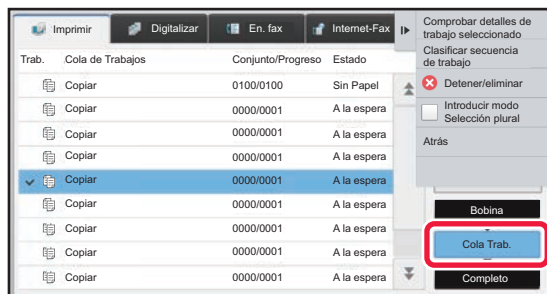 Imprimir Digitalizar En. fax Internet-Fax
Trab. Cola de Trabajos Conjunto/Progreso Estado
Copiar 0100/0100 Sin Papel
Copiar 0000/0001 A la espera
Copiar 0000/0001 A la espera
Copiar 0000/0001 A la espera
Copiar 0000/0001 A la espera
Copiar 0000/0001 A la espera
Copiar 0000/0001 A la espera
Copiar 0000/0001 A la espera
Copiar 0000/0001 A la espera
Comprobar detalles de
trabajo seleccionado
Clasificar secuencia
de trabajo
Detener/eliminar
Introducir modo
Selección plural
Atrás
Bobina
Cola Trab.
Completo